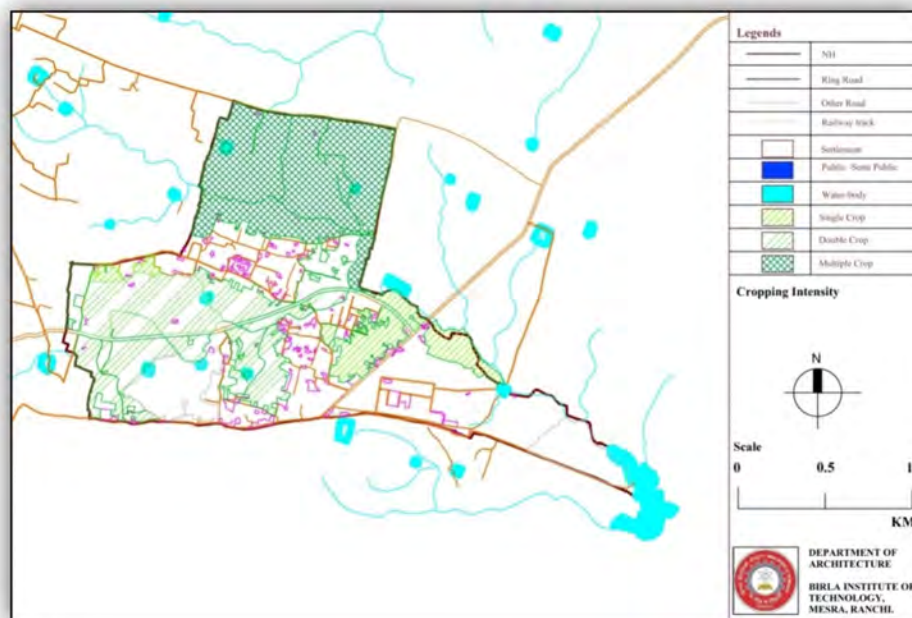 Legends
NH
Ring Road
Other Road
Railway track
Settlement
Public -Semi Public
Water-body
Single Crop
Double Crop
Multiple Crop
Cropping Intensity
N
Scale
0 0.5 1
KM
DEPARTMENT OF
ARCHITECTURE
BIRLA INSTITUTE OF
TECHNOLOGY,
MESRA, RANCHI.